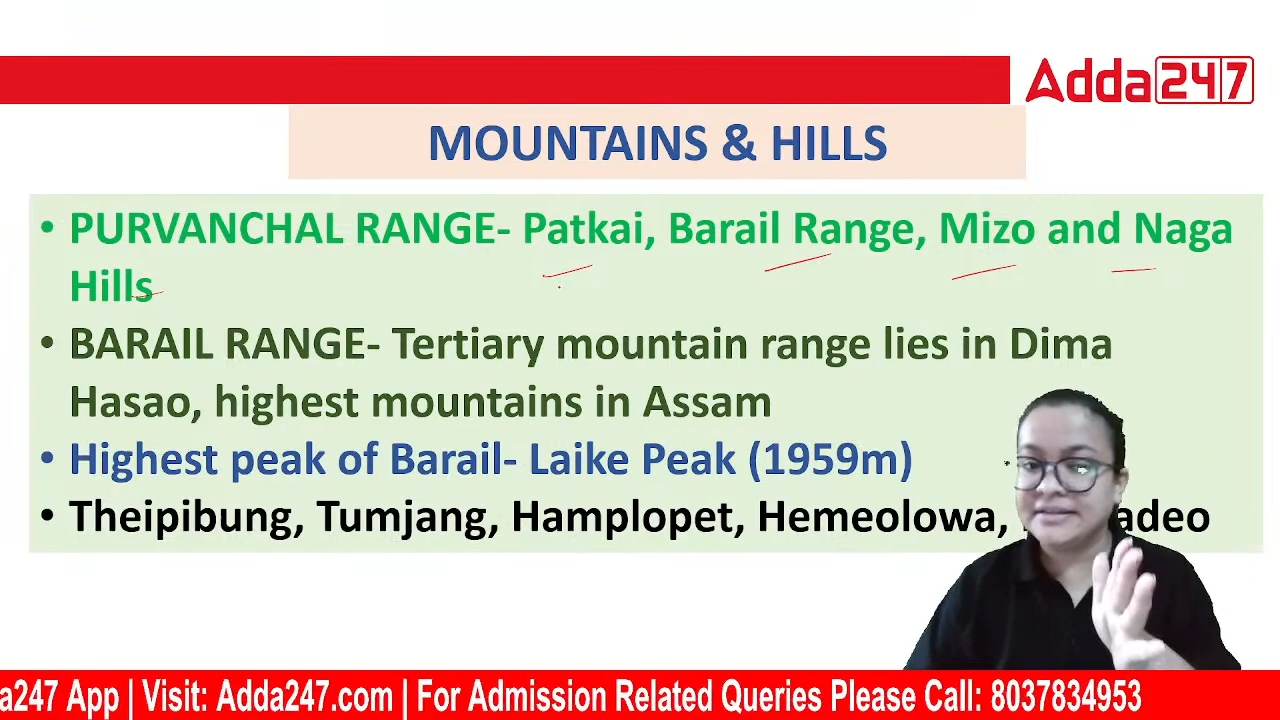 Adda247
MOUNTAINS & HILLS
• PURVANCHAL RANGE- Patkai, Barail Range, Mizo and Naga
Hills
• BARAIL RANGE- Tertiary mountain range lies in Dima
Hasao, highest mountains in Assam
• Highest peak of Barail- Laike Peak (1959m)
• Theipibung, Tumjang, Hamplopet, Hemeolowa,
a247 App | Visit: Adda247.com | For Admission Related Queries Please Call: 8037834953